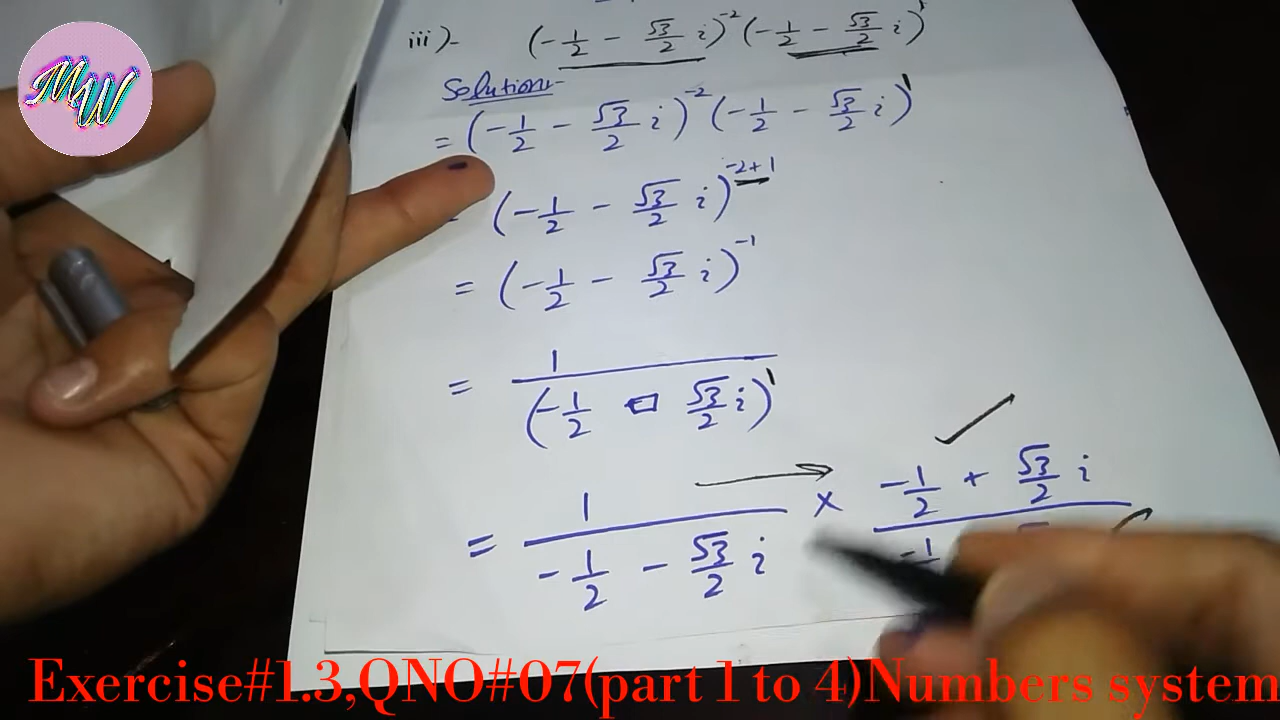 MW
iii)- (-1/2 - √3/2 i)^-2 (-1/2 - √3/2 i)^1
Solution:-
= (-1/2 - √3/2 i)^-2 (-1/2 - √3/2 i)^1
= (-1/2 - √3/2 i)^-2+1
= (-1/2 - √3/2 i)^-1
= 1/(-1/2 - √3/2 i)^1
= 1/(-1/2 - √3/2 i) × (-1/2 + √3/2 i)/(-1
Exercise#1.3,QNO#07(part 1 to 4)Numbers system